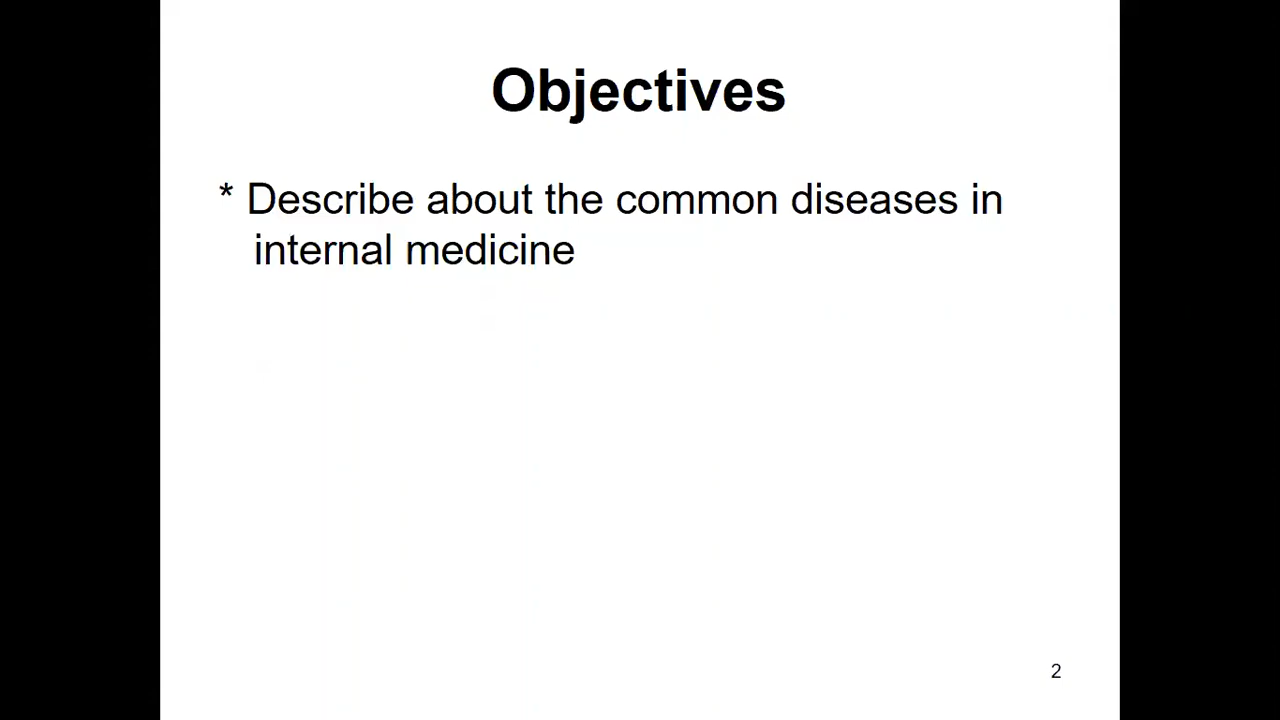 Objectives
* Describe about the common diseases in
internal medicine
2